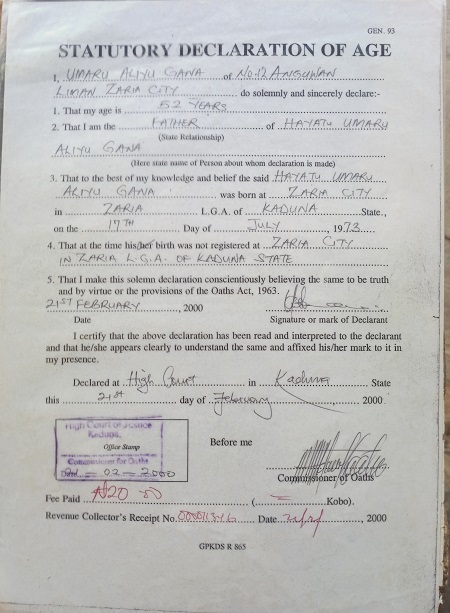 GEN. 93
STATUTORY DECLARATION OF AGE
I, UMARU ALIYU GANA of No.12 ANGUWAN
LIMAN ZARIA CITY do solemnly and sincerely declare:-
1. That my age is 52 YEARS
2. That I am the FATHER of HAYATU UMARU
(State Relationship)
ALIYU GANA
(Here state name of Person about whom declaration is made)
3. That to the best of my knowledge and belief the said HAYATU UMARU
ALIYU GANA was born at ZARIA CITY
in ZARIA L.G.A. of KADUNA State.,
on the 17TH Day of JULY, 1973.
4. That at the time his/her birth was not registered at ZARIA CITY
IN ZARIA L.G.A. OF KADUNA STATE
5. That I make this solemn declaration conscientiously believing the same to be truth
and by virtue or the provisions of the Oaths Act, 1963.
21ST FEBRUARY, 2000
Date Signature or mark of Declarant
I certify that the above declaration has been read and interpreted to the declarant
and that he/she appears clearly to understand the same and affixed his/her mark to it in
my presence.
Declared at High Court in Kaduna State
this 21st day of February, 2000.
High Court of Justice
Kaduna,
Office Stamp
Commissioner for Oaths
21-02-2000
Before me
Commissioner of Oaths
Fee Paid ₦20 00 (= Kobo).
Revenue Collector's Receipt No. Date 21/2/, 2000
GPKDS R 865